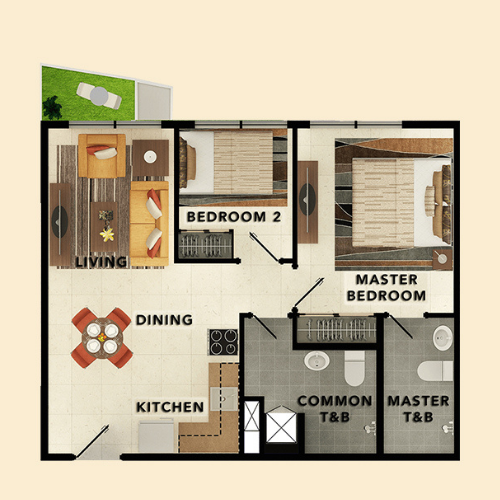 BEDROOM 2
LIVING
MASTER
BEDROOM
DINING
KITCHEN
COMMON
T&B
MASTER
T&B